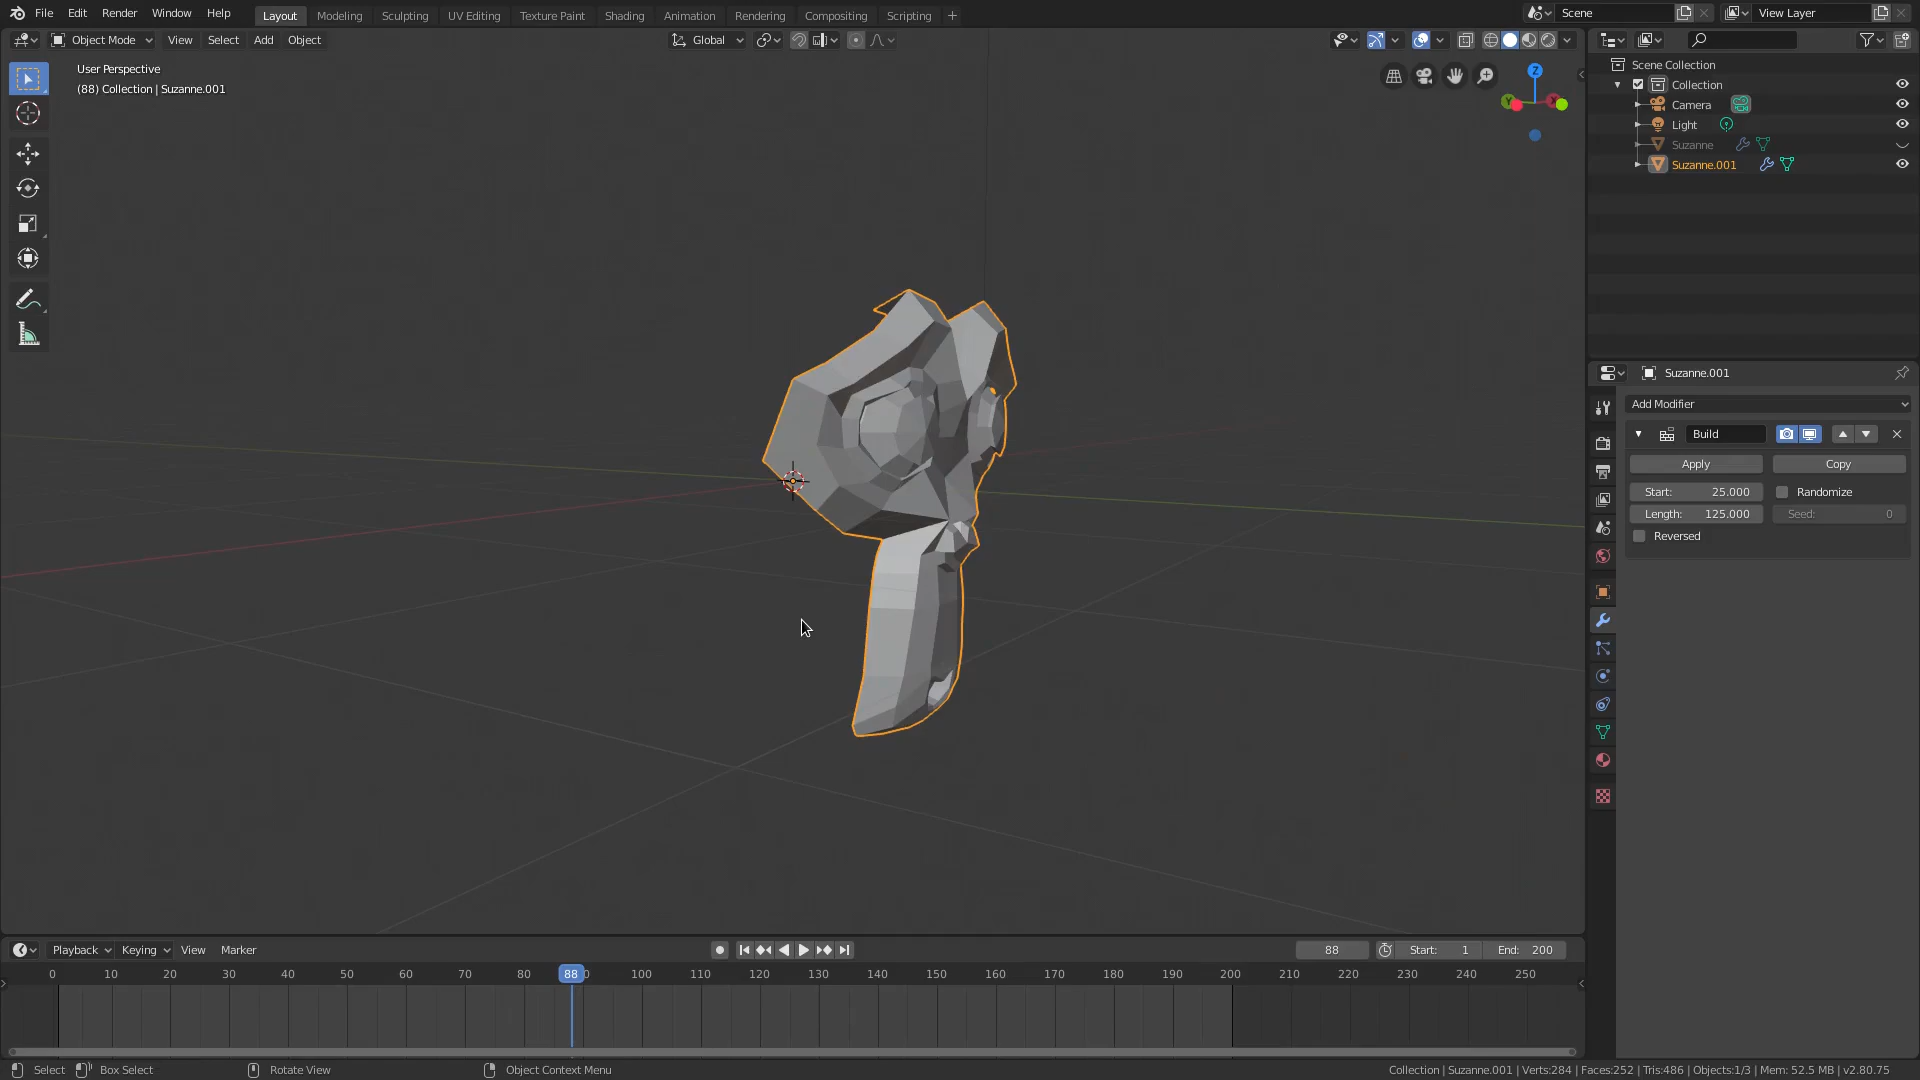 File Edit Render Window Help Layout Modeling Sculpting UV Editing Texture Paint Shading Animation Rendering Compositing Scripting + Scene View Layer
Object Mode View Select Add Object Global
User Perspective
(88) Collection | Suzanne.001
Z
Y
Scene Collection
Collection
Camera
Light
Suzanne
Suzanne.001
Suzanne.001
Add Modifier
Build
Apply Copy
Start: 25.000 Randomize
Length: 125.000 Seed: 0
Reversed
Playback Keying View Marker 88 Start: 1 End: 200
0 10 20 30 40 50 60 70 80 88 0 100 110 120 130 140 150 160 170 180 190 200 210 220 230 240 250
Select Box Select Rotate View Object Context Menu Collection | Suzanne.001 | Verts:284 | Faces:252 | Tris:486 | Objects:1/3 | Mem: 52.5 MB | v2.80.75